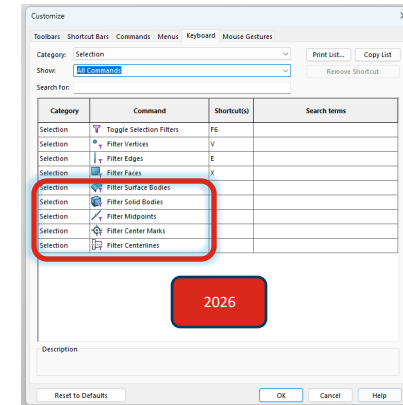 Customize
Toolbars Shortcut Bars Commands Menus Keyboard Mouse Gestures
Category: Selection Print List... Copy List
Show: All Commands Remove Shortcut
Search for:
Category Command Shortcut(s) Search terms
Selection Toggle Selection Filters F6
Selection Filter Vertices V
Selection Filter Edges E
Selection Filter Faces X
Selection Filter Surface Bodies
Selection Filter Solid Bodies
Selection Filter Midpoints
Selection Filter Center Marks
Selection Filter Centerlines
2026
Description
Reset to Defaults OK Cancel Help